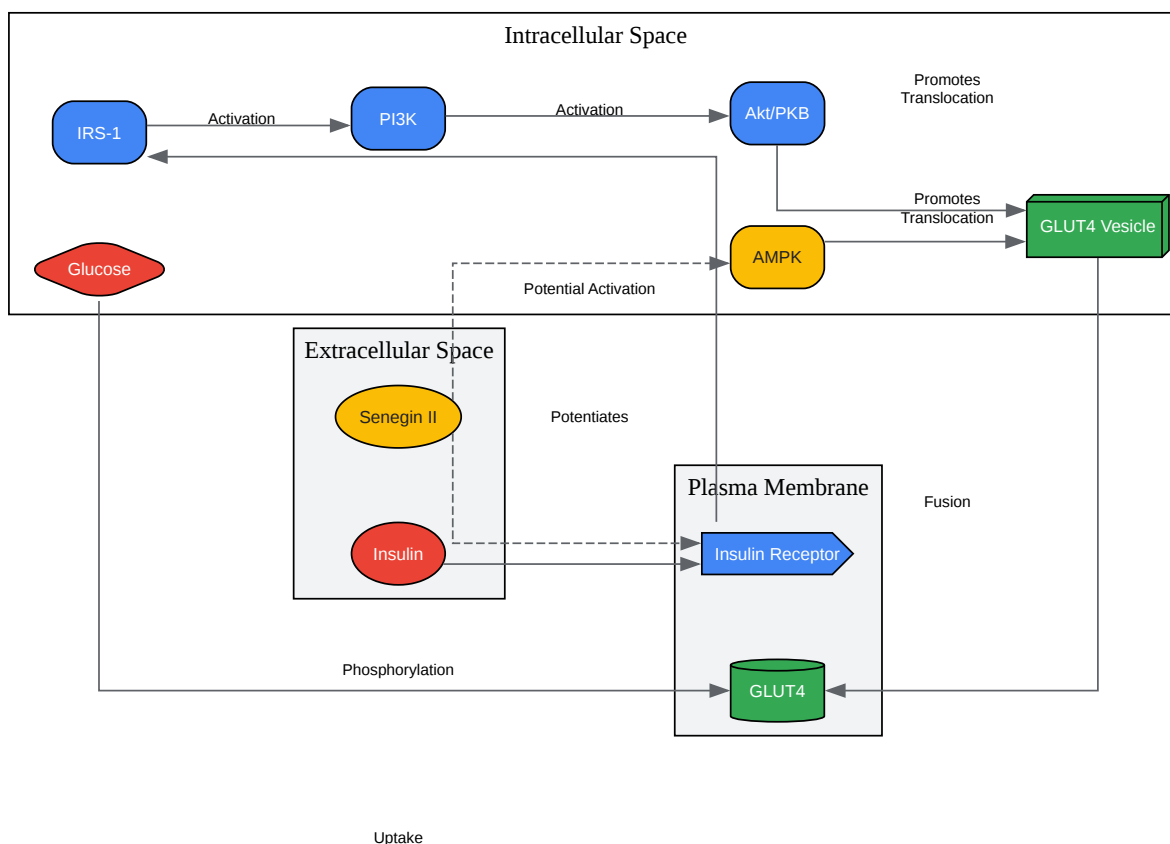 Intracellular Space
Promotes
Translocation
IRS-1
Activation
PI3K
Activation
Akt/PKB
Promotes
Translocation
GLUT4 Vesicle
Glucose
AMPK
Potential Activation
Extracellular Space
Senegin II
Potentiates
Plasma Membrane
Fusion
Insulin
Insulin Receptor
Phosphorylation
GLUT4
Uptake